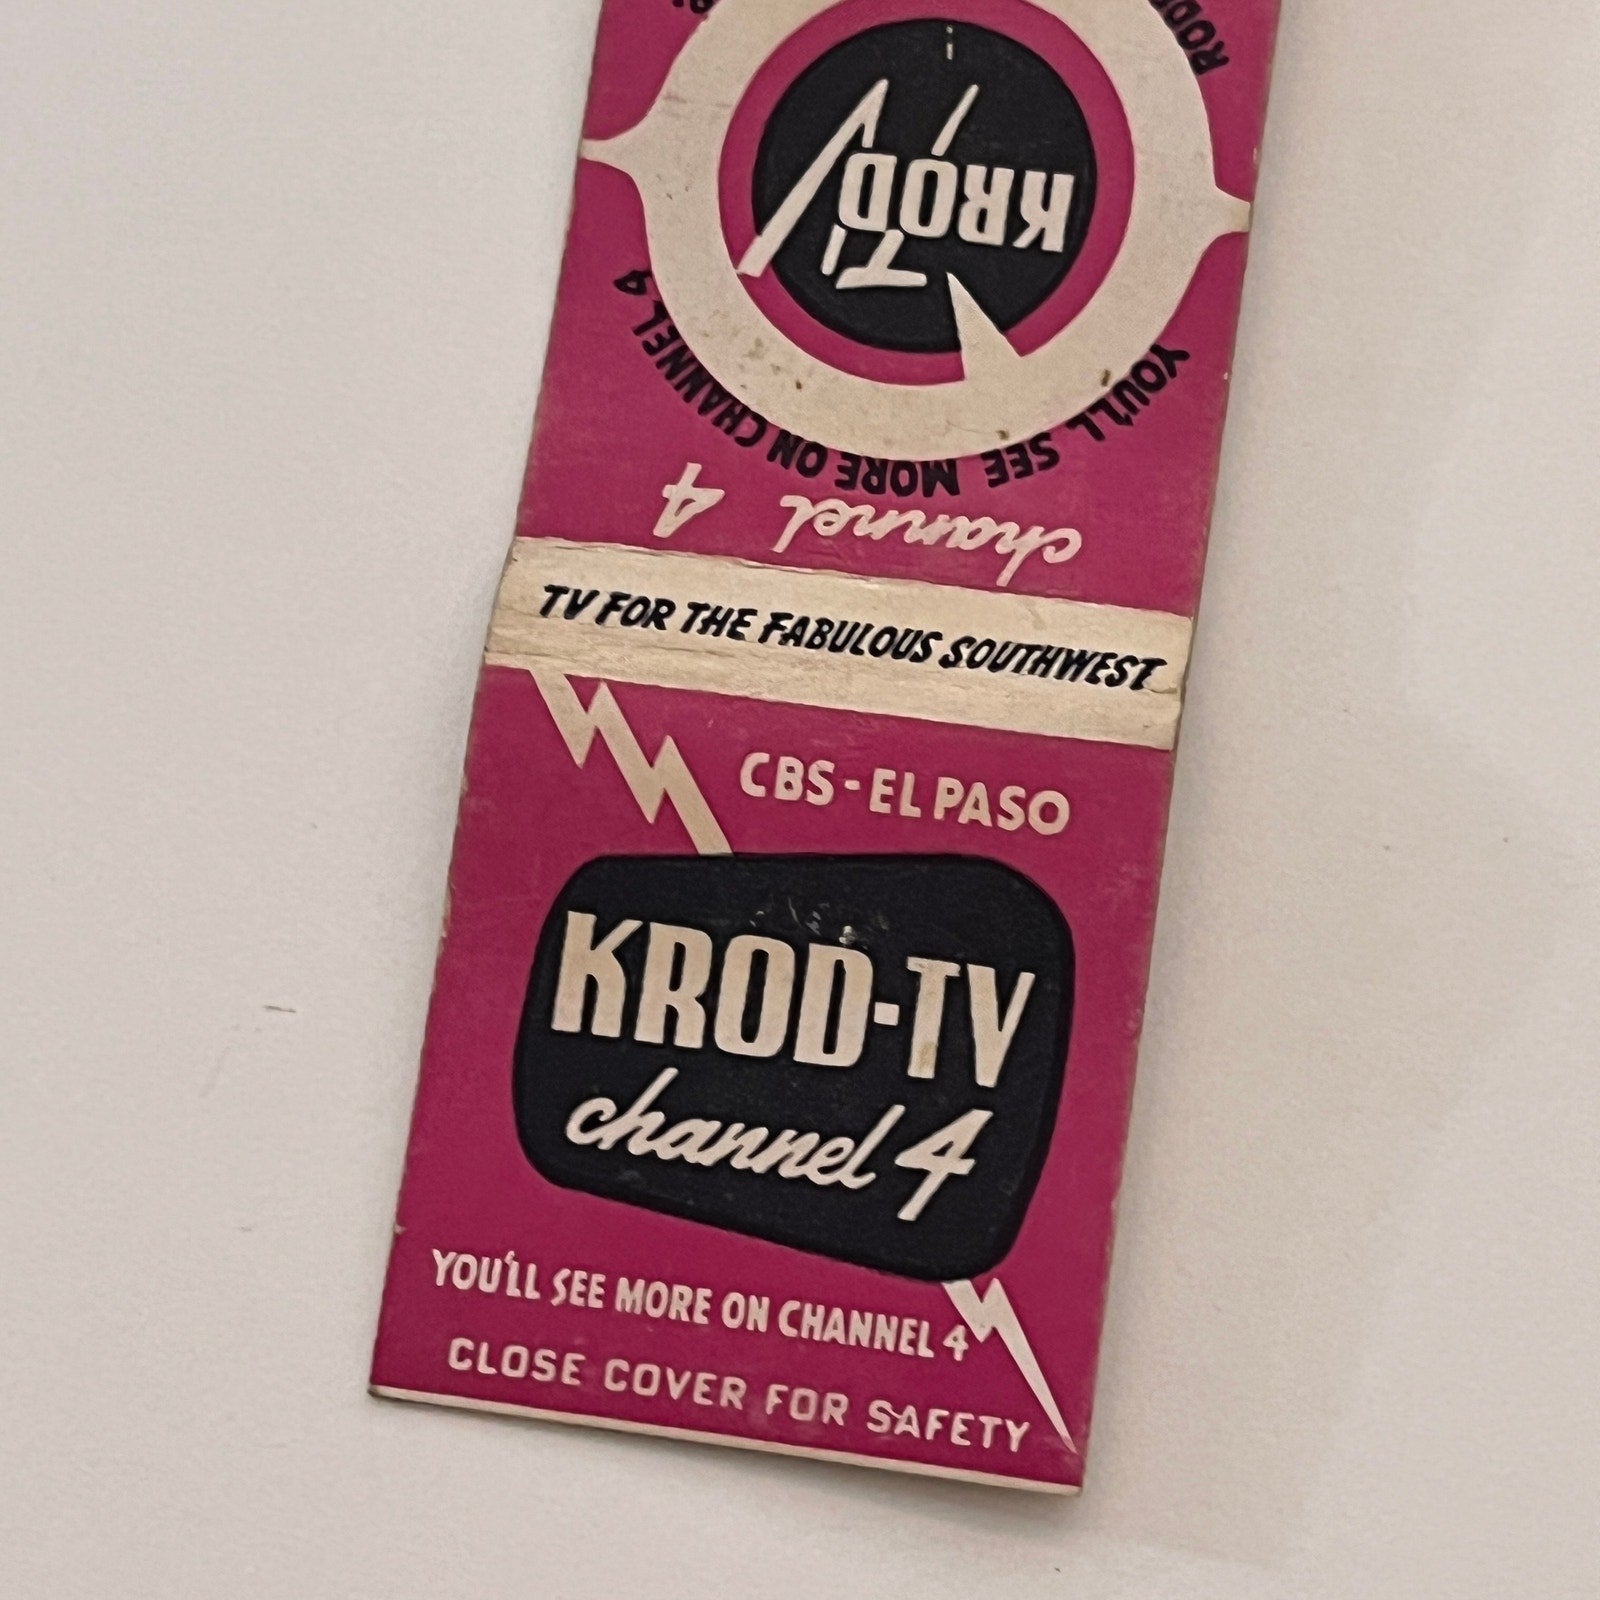 channel 4
YOU'LL SEE MORE ON CHANNEL 4
KROD
TV
TV FOR THE FABULOUS SOUTHWEST
CBS-EL PASO
KROD-TV
channel 4
YOU'LL SEE MORE ON CHANNEL 4
CLOSE COVER FOR SAFETY